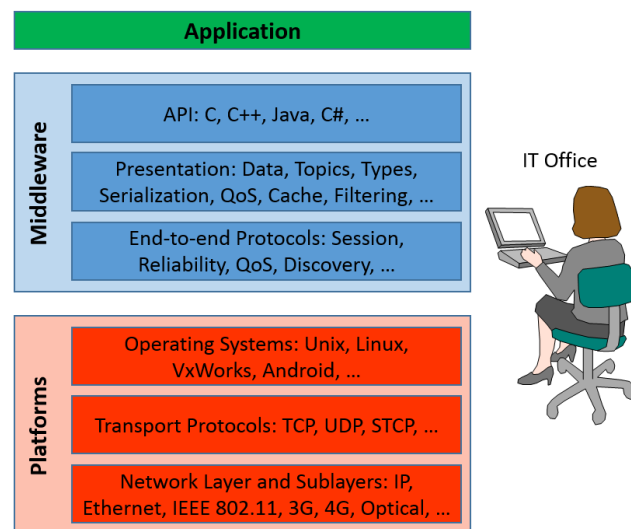 Application
Middleware
API: C, C++, Java, C#, ...
Presentation: Data, Topics, Types,
Serialization, QoS, Cache, Filtering, ...
End-to-end Protocols: Session,
Reliability, QoS, Discovery, ...
IT Office
Platforms
Operating Systems: Unix, Linux,
VxWorks, Android, ...
Transport Protocols: TCP, UDP, STCP, ...
Network Layer and Sublayers: IP,
Ethernet, IEEE 802.11, 3G, 4G, Optical, ...